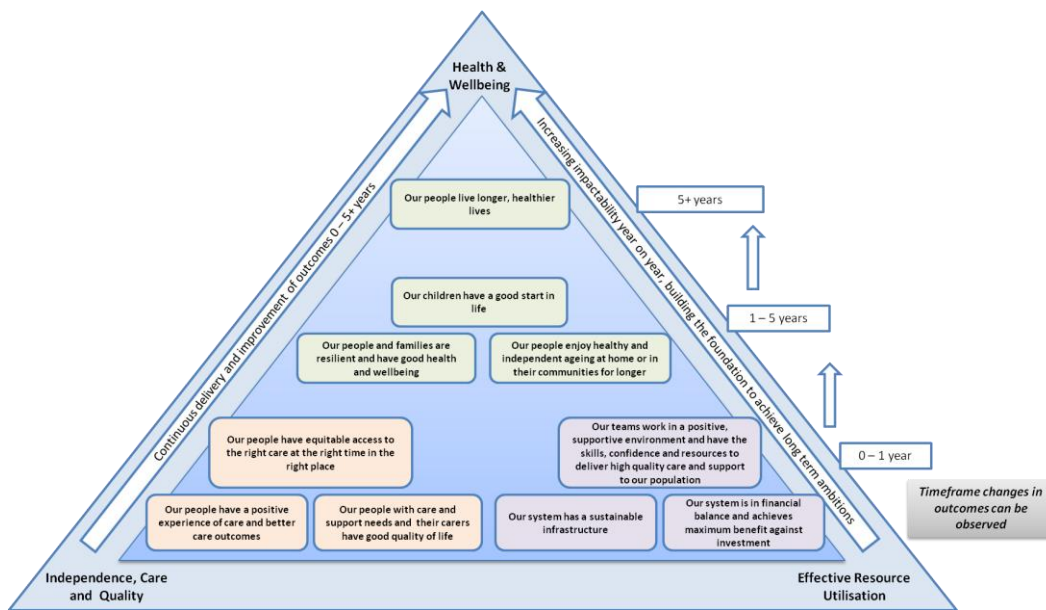 Health &
Wellbeing
Continuous delivery and improvement of outcomes 0 – 5+ years
Increasing impactability year on year, building the foundation to achieve long term ambitions
Our people live longer, healthier
lives
5+ years
Our children have a good start in
life
1 – 5 years
Our people and families are
resilient and have good health
and wellbeing
Our people enjoy healthy and
independent ageing at home or in
their communities for longer
Our people have equitable access to
the right care at the right time in the
right place
Our teams work in a positive,
supportive environment and have the
skills, confidence and resources to
deliver high quality care and support
to our population
0 – 1 year
Our people have a positive
experience of care and better
care outcomes
Our people with care and
support needs and their carers
have good quality of life
Our system has a sustainable
infrastructure
Our system is in financial
balance and achieves
maximum benefit against
investment
Timeframe changes in
outcomes can be
observed
Independence, Care
and Quality
Effective Resource
Utilisation